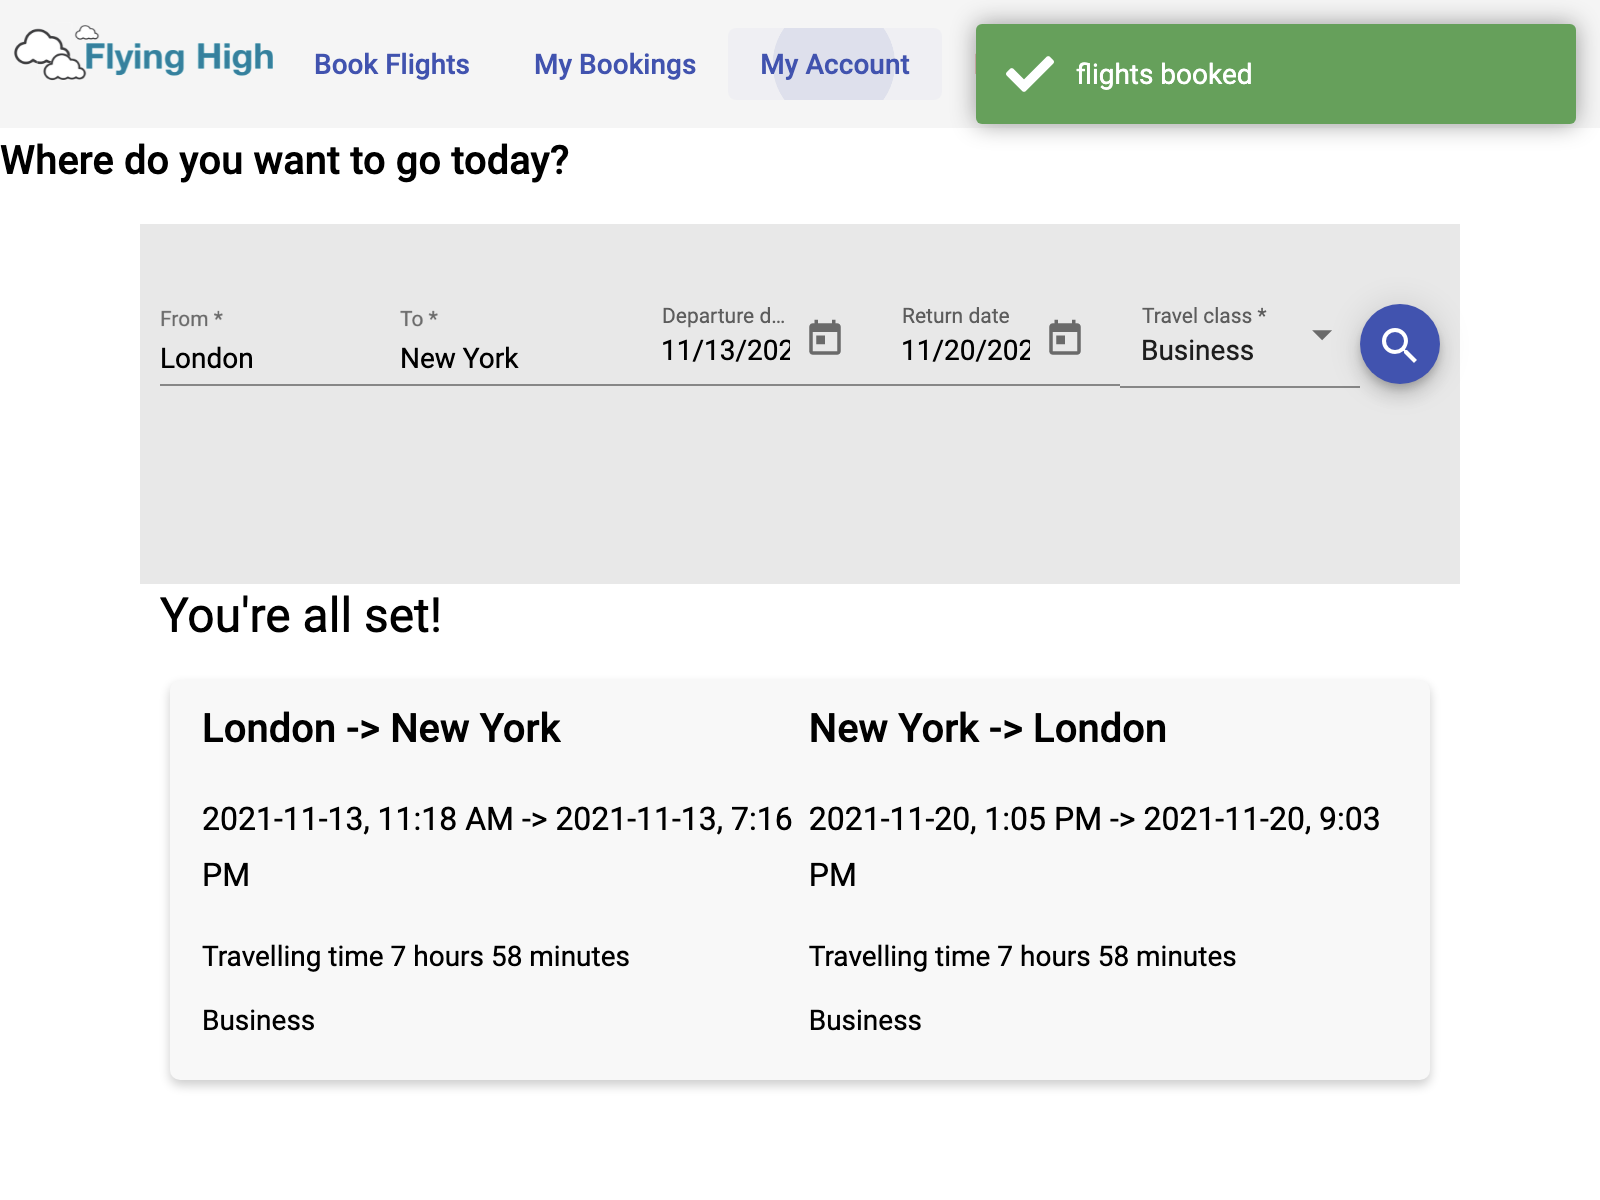 Flying High
Book Flights
My Bookings
My Account
flights booked
Where do you want to go today?
From *
London
To *
New York
Departure d...
11/13/202
Return date
11/20/202
Travel class *
Business
You're all set!
London -> New York
2021-11-13, 11:18 AM -> 2021-11-13, 7:16
PM
Travelling time 7 hours 58 minutes
Business
New York -> London
2021-11-20, 1:05 PM -> 2021-11-20, 9:03
PM
Travelling time 7 hours 58 minutes
Business